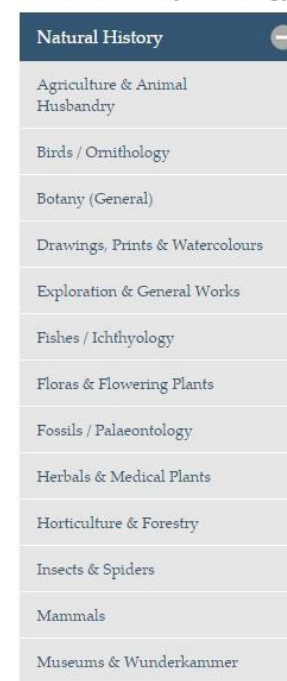 Natural History
Agriculture & Animal
Husbandry
Birds / Ornithology
Botany (General)
Drawings, Prints & Watercolours
Exploration & General Works
Fishes / Ichthyology
Floras & Flowering Plants
Fossils / Palaeontology
Herbals & Medical Plants
Horticulture & Forestry
Insects & Spiders
Mammals
Museums & Wunderkammer